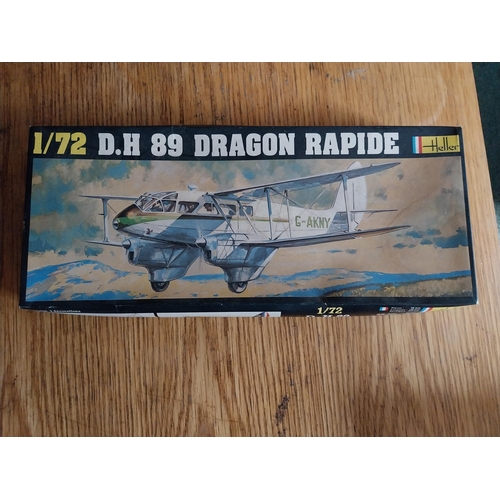 1/72 D.H 89 DRAGON RAPIDE Heller
G-AKNY
1/72